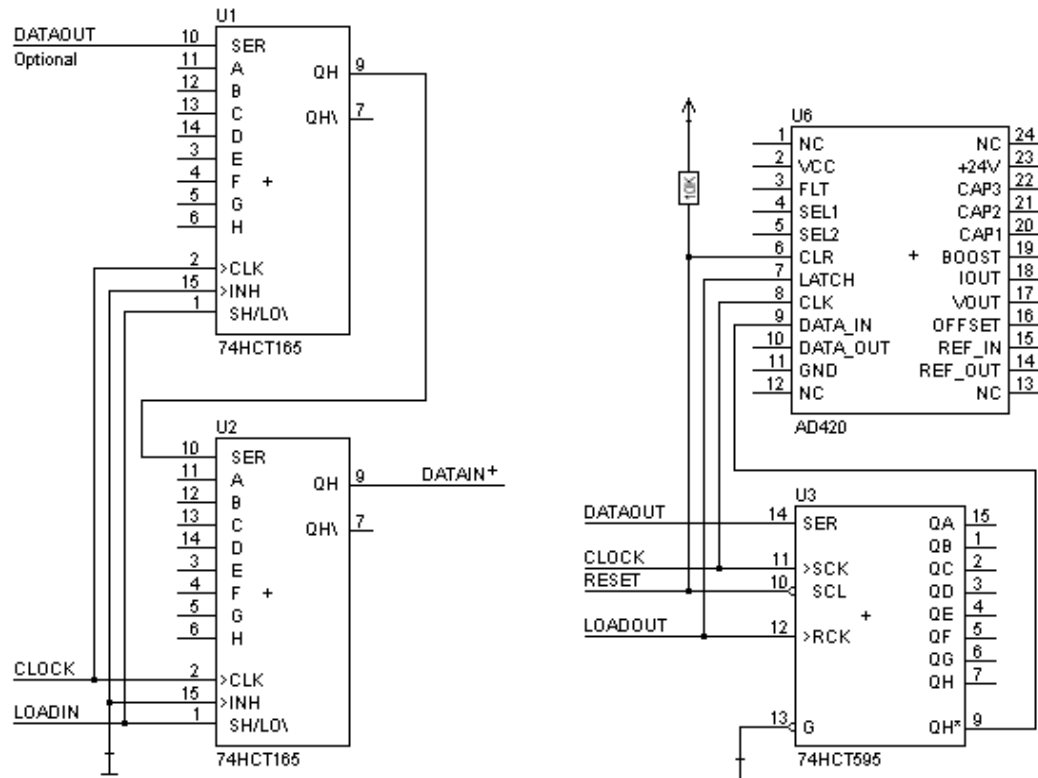 U1
DATAOUT 10 SER
Optional 11 A
QH 9
12 B
13 C
QH\ 7
14 D
3 E
4 F +
5 G
6 H
2 >CLK
15 >INH
1 SH/LO\
74HCT165
U2
10 SER
11 A
QH 9 DATAIN+
12 B
13 C
QH\ 7
14 D
3 E
4 F +
5 G
6 H
CLOCK 2 >CLK
15 >INH
LOADIN 1 SH/LO\
74HCT165
10K
U6
1 NC NC 24
2 VCC +24V 23
3 FLT CAP3 22
4 SEL1 CAP2 21
5 SEL2 CAP1 20
6 CLR + BOOST 19
7 LATCH IOUT 18
8 CLK VOUT 17
9 DATA_IN OFFSET 16
10 DATA_OUT REF_IN 15
11 GND REF_OUT 14
12 NC NC 13
AD420
U3
DATAOUT 14 SER QA 15
QB 1
CLOCK 11 >SCK QC 2
RESET 10 SCL QD 3
QE 4
+
LOADOUT 12 >RCK QF 5
QG 6
QH 7
13 G QH* 9
74HCT595